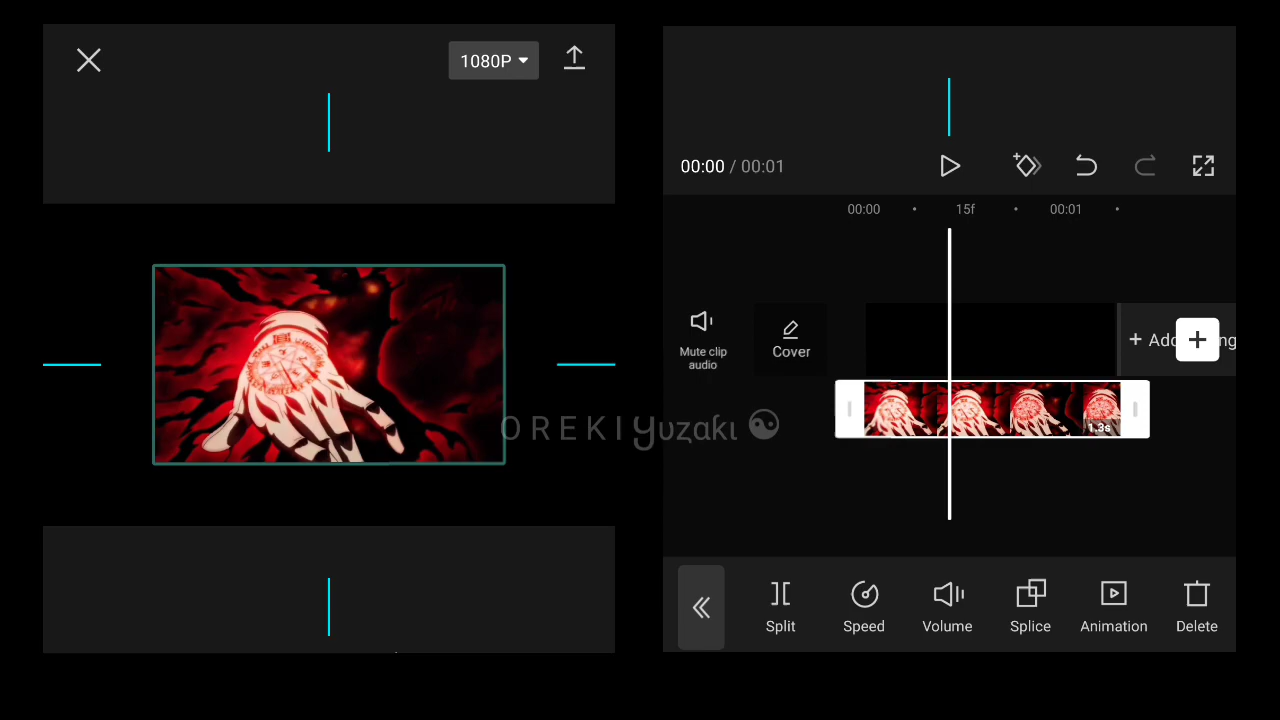 1080P
00:00 / 00:01
00:00
15f
00:01
Mute clip
audio
Cover
+ Add
ng
1.3s
OREKI Yuzaki
Split
Speed
Volume
Splice
Animation
Delete